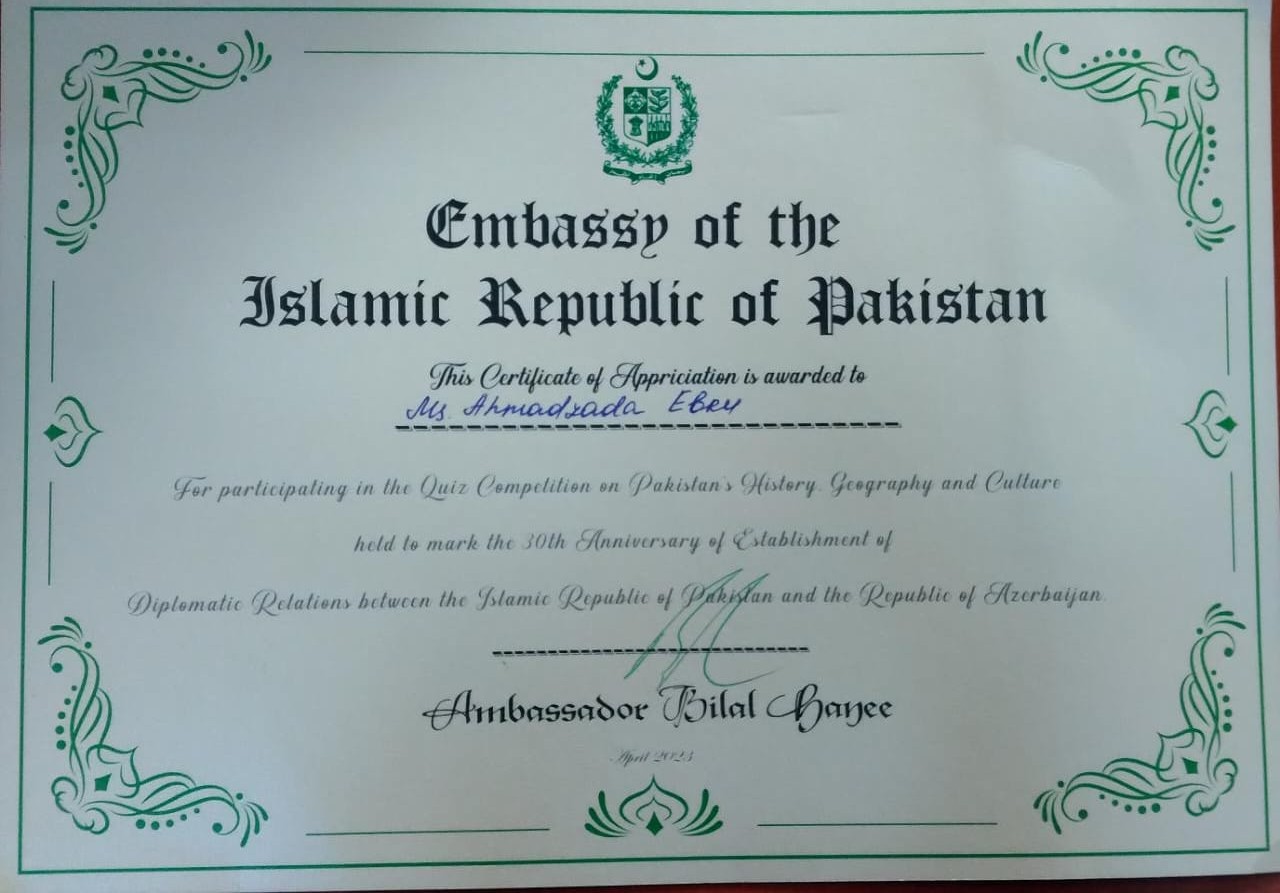 Embassy of the
Islamic Republic of Pakistan
This Certificate of Appriciation is awarded to
Ms. Ahmadzada Ebru
For participating in the Quiz Competition on Pakistan's History, Geography and Culture
held to mark the 30th Anniversary of Establishment of
Diplomatic Relations between the Islamic Republic of Pakistan and the Republic of Azerbaijan.
Ambassador Bilal Hayee
April 2023